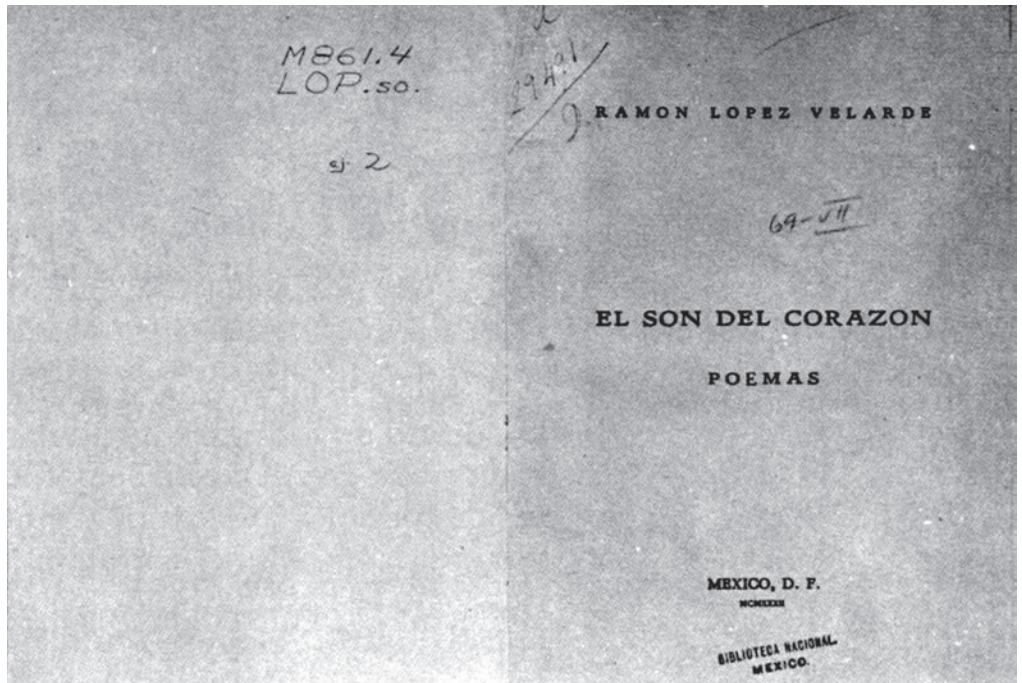 M861.4
LOP.so.
ej. 2
RAMON LOPEZ VELARDE
69-VII
EL SON DEL CORAZON
POEMAS
MEXICO, D. F.
MCMXXXII
BIBLIOTECA NACIONAL
MEXICO.